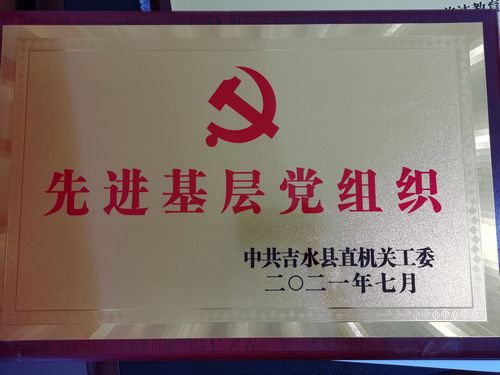 先进基层党组织
中共吉水县直机关工委
二〇二一年七月